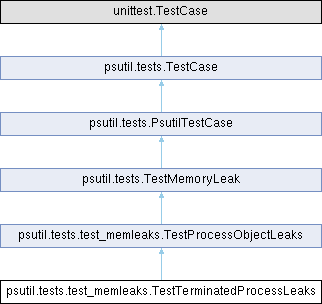 unittest.TestCase
psutil.tests.TestCase
psutil.tests.PsutilTestCase
psutil.tests.TestMemoryLeak
psutil.tests.test_memleaks.TestProcessObjectLeaks
psutil.tests.test_memleaks.TestTerminatedProcessLeaks